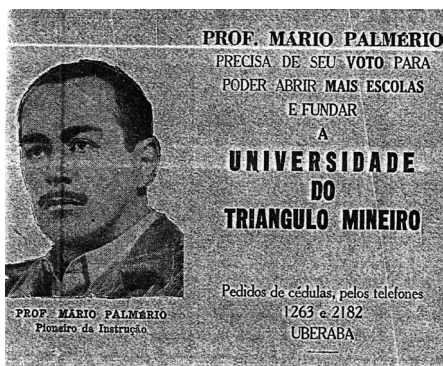 PROF. MÁRIO PALMÉRIO
PRECISA DE SEU VOTO PARA
PODER ABRIR MAIS ESCOLAS
E FUNDAR
A
UNIVERSIDADE
DO
TRIANGULO MINEIRO
Pedidos de cédulas, pelos telefones
1263 e 2182
UBERABA
PROF. MÁRIO PALMÉRIO
Pioneiro da Instrução